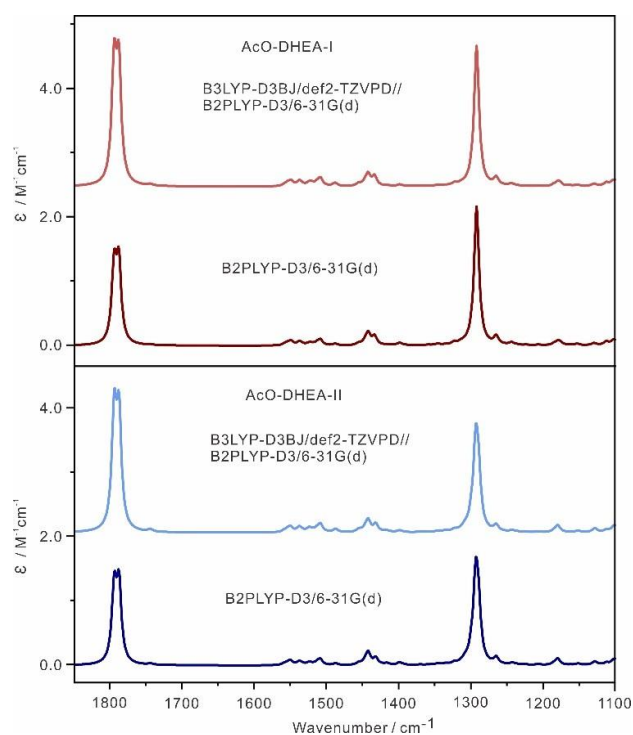 AcO-DHEA-I
B3LYP-D3BJ/def2-TZVPD//
B2PLYP-D3/6-31G(d)
4.0
ε / M⁻¹cm⁻¹
2.0
B2PLYP-D3/6-31G(d)
0.0
AcO-DHEA-II
4.0
B3LYP-D3BJ/def2-TZVPD//
B2PLYP-D3/6-31G(d)
ε / M⁻¹cm⁻¹
2.0
B2PLYP-D3/6-31G(d)
0.0
1800 1700 1600 1500 1400 1300 1200 1100
Wavenumber / cm⁻¹